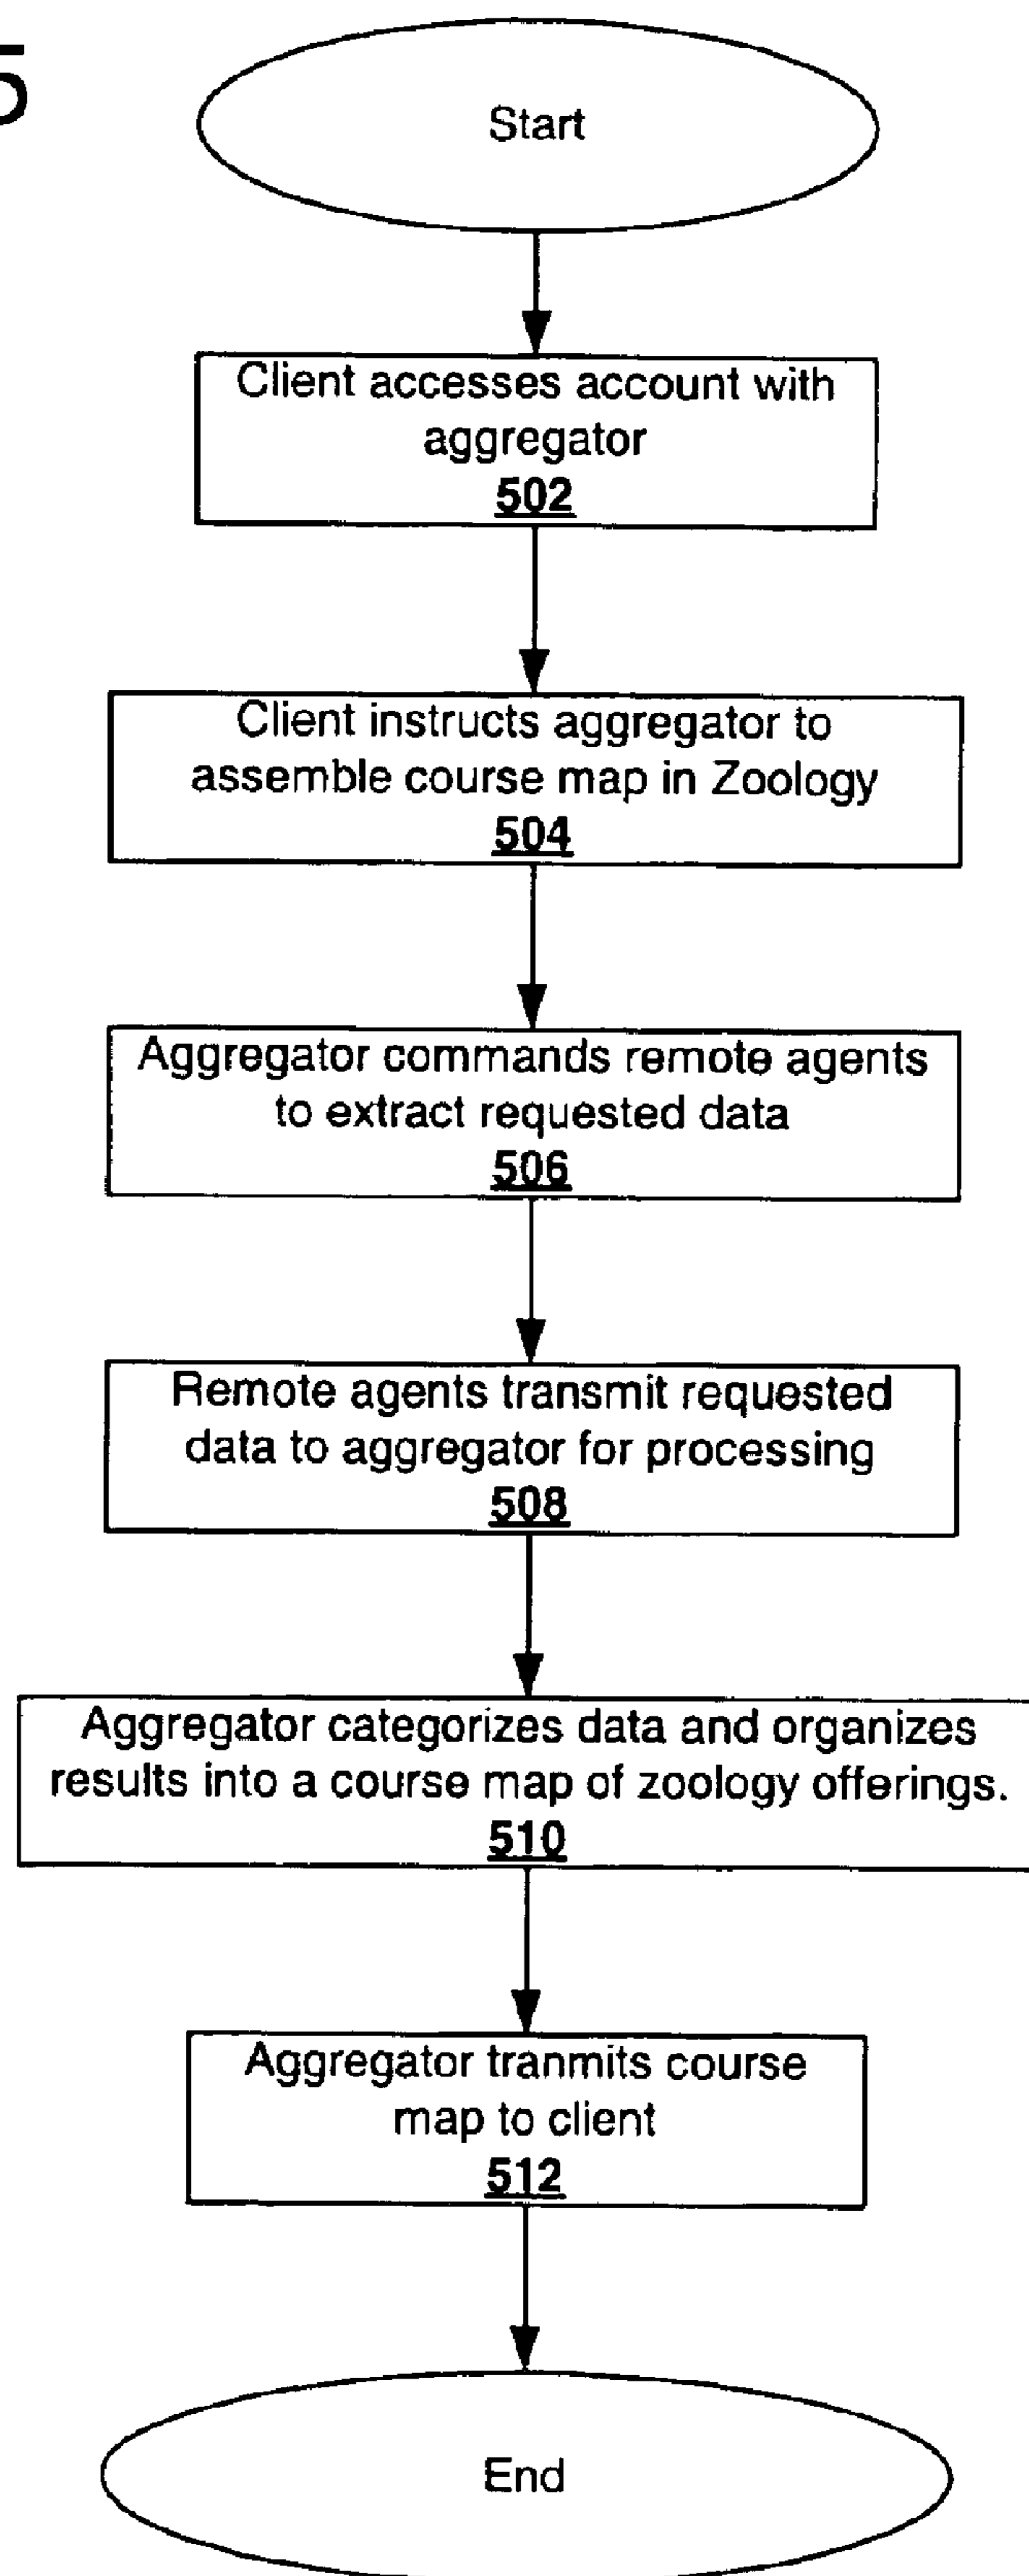 5
Start
Client accesses account with
aggregator
502
Client instructs aggregator to
assemble course map in Zoology
504
Aggregator commands remote agents
to extract requested data
506
Remote agents transmit requested
data to aggregator for processing
508
Aggregator categorizes data and organizes
results into a course map of zoology offerings.
510
Aggregator tranmits course
map to client
512
End